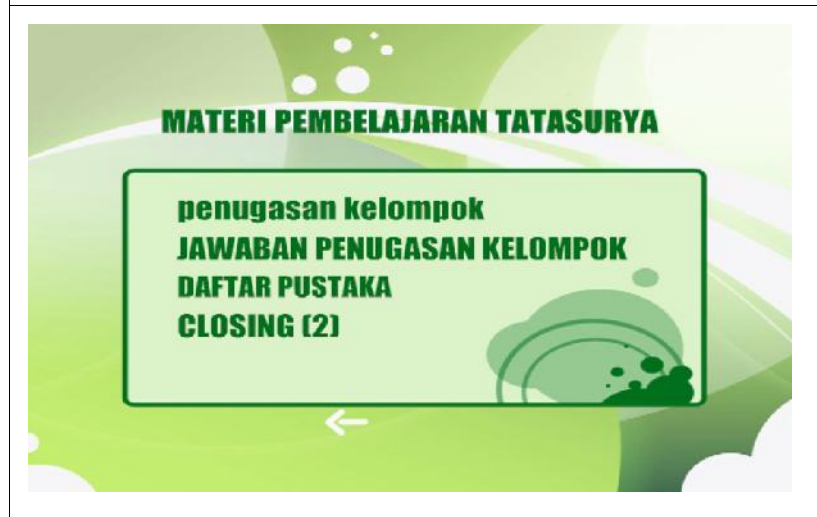 MATERI PEMBELAJARAN TATASURYA
penugasan kelompok
JAWABAN PENUGASAN KELOMPOK
DAFTAR PUSTAKA
CLOSING (2)